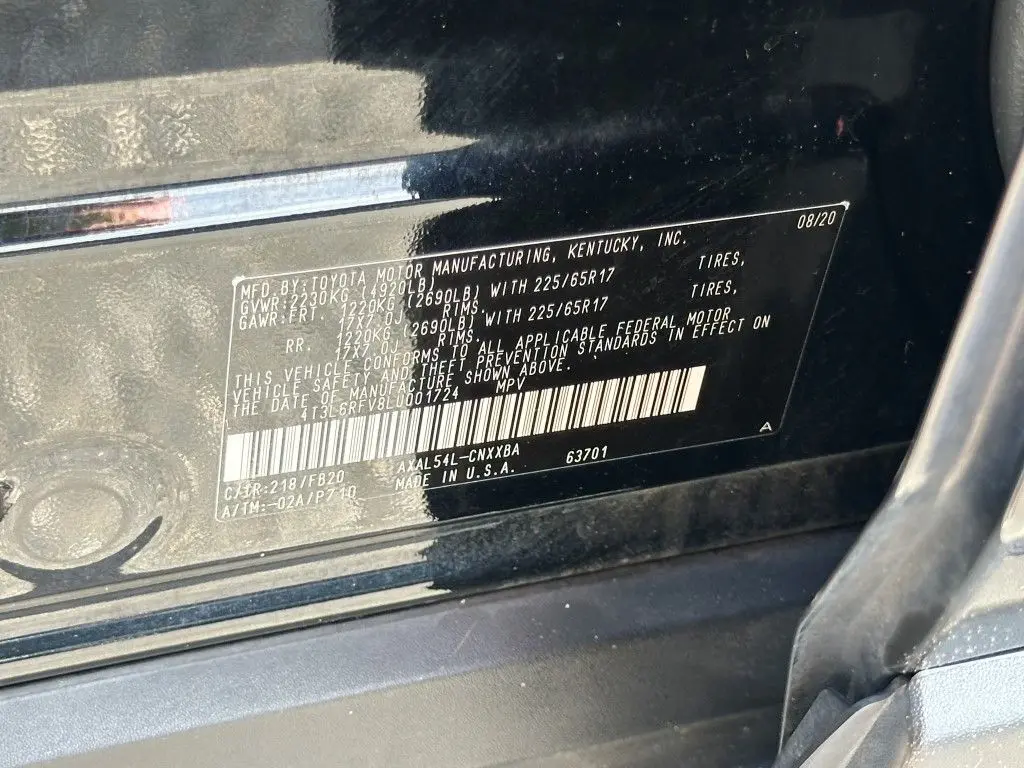 MFD.BY:TOYOTA MOTOR MANUFACTURING, KENTUCKY, INC. 08/20
GVWR:2230KG (4920LB)
GAWR:FRT. 1220KG (2690LB) WITH 225/65R17 TIRES,
17X7.0J RIMS.
RR. 1220KG (2690LB) WITH 225/65R17 TIRES,
17X7.0J RIMS.
THIS VEHICLE CONFORMS TO ALL APPLICABLE FEDERAL MOTOR
VEHICLE SAFETY AND THEFT PREVENTION STANDARDS IN EFFECT ON
THE DATE OF MANUFACTURE SHOWN ABOVE.
4T3L6RFV8LU001724 MPV
A
C/TR:218/FB20 AXAL54L-CNXXBA 63701
A/TM:-02A/P710 MADE IN U.S.A.